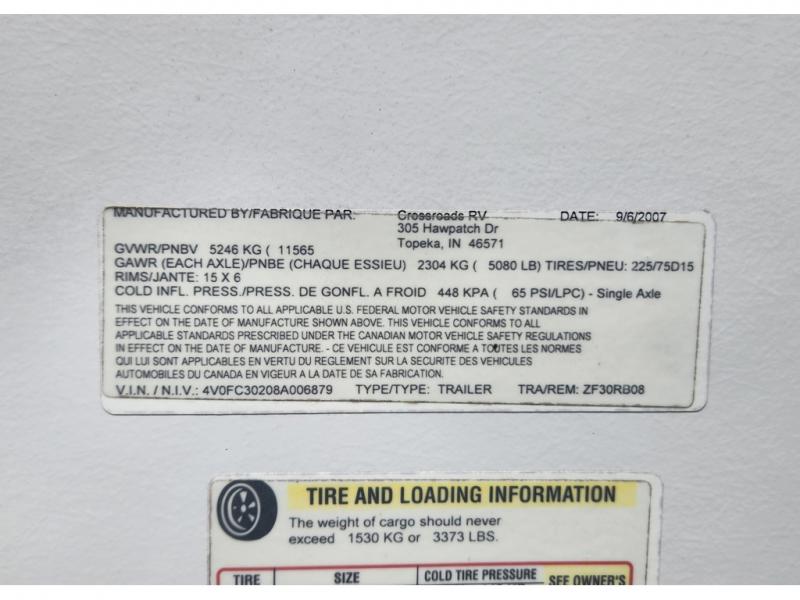 MANUFACTURED BY/FABRIQUE PAR: Crossroads RV DATE: 9/6/2007
305 Hawpatch Dr
Topeka, IN 46571
GVWR/PNBV 5246 KG ( 11565
GAWR (EACH AXLE)/PNBE (CHAQUE ESSIEU) 2304 KG ( 5080 LB) TIRES/PNEU: 225/75D15
RIMS/JANTE: 15 X 6
COLD INFL. PRESS./PRESS. DE GONFL. A FROID 448 KPA ( 65 PSI/LPC) - Single Axle
THIS VEHICLE CONFORMS TO ALL APPLICABLE U.S. FEDERAL MOTOR VEHICLE SAFETY STANDARDS IN
EFFECT ON THE DATE OF MANUFACTURE SHOWN ABOVE. THIS VEHICLE CONFORMS TO ALL
APPLICABLE STANDARDS PRESCRIBED UNDER THE CANADIAN MOTOR VEHICLE SAFETY REGULATIONS
IN EFFECT ON THE DATE OF MANUFACTURE. - CE VEHICULE EST CONFORME A TOUTES LES NORMES
QUI LUI SONT APPLICABLES EN VERTU DU REGLEMENT SUR LA SECURITE DES VEHICULES
AUTOMOBILES DU CANADA EN VIGEUR A LA DATE DE SA FABRICATION.
V.I.N. / N.I.V.: 4V0FC30208A006879 TYPE/TYPE: TRAILER TRA/REM: ZF30RB08
TIRE AND LOADING INFORMATION
The weight of cargo should never
exceed 1530 KG or 3373 LBS.
TIRE SIZE COLD TIRE PRESSURE SEE OWNER'S